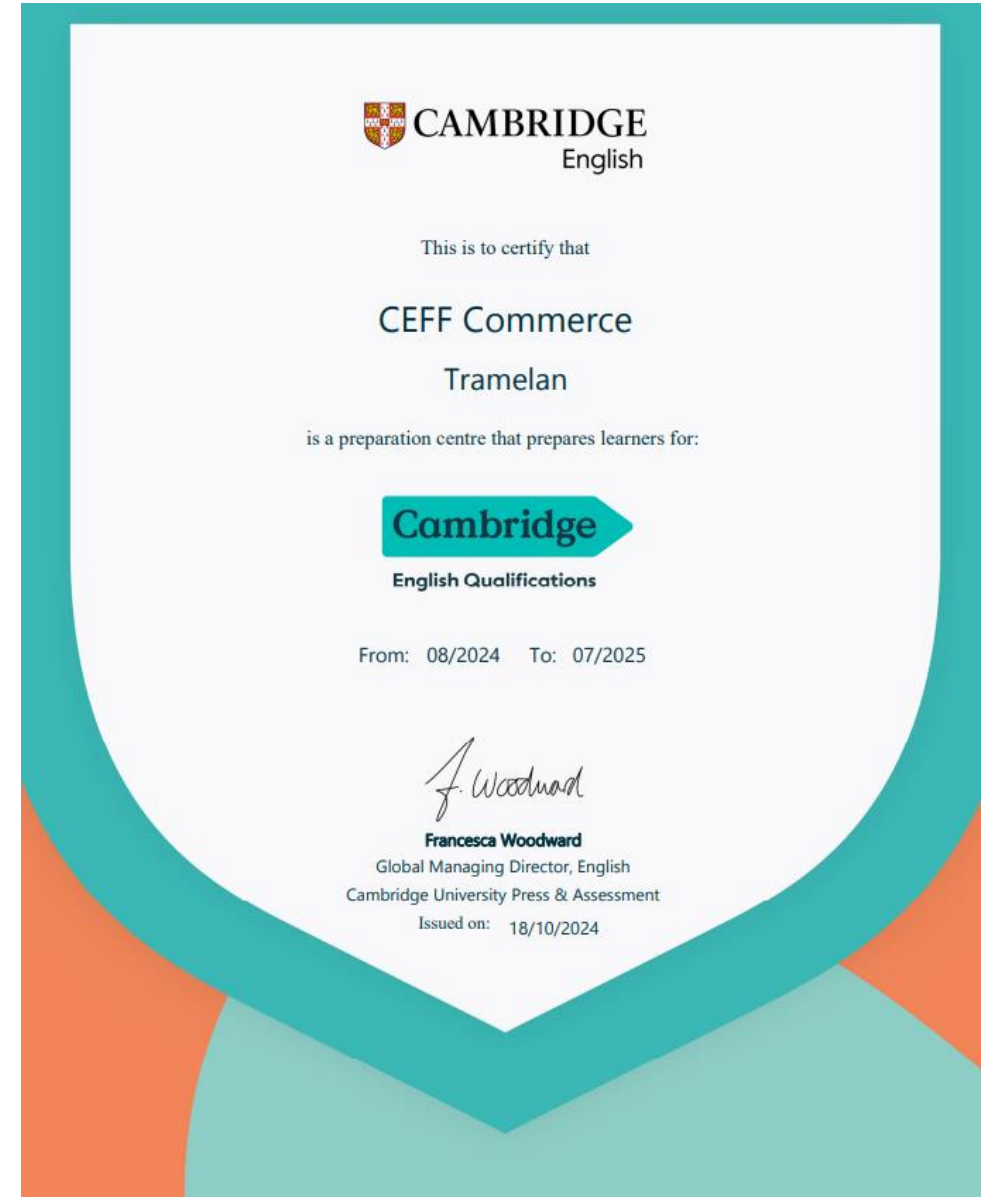 CAMBRIDGE
English
This is to certify that
CEFF Commerce
Tramelan
is a preparation centre that prepares learners for:
Cambridge
English Qualifications
From: 08/2024 To: 07/2025
F. Woodward
Francesca Woodward
Global Managing Director, English
Cambridge University Press & Assessment
Issued on: 18/10/2024